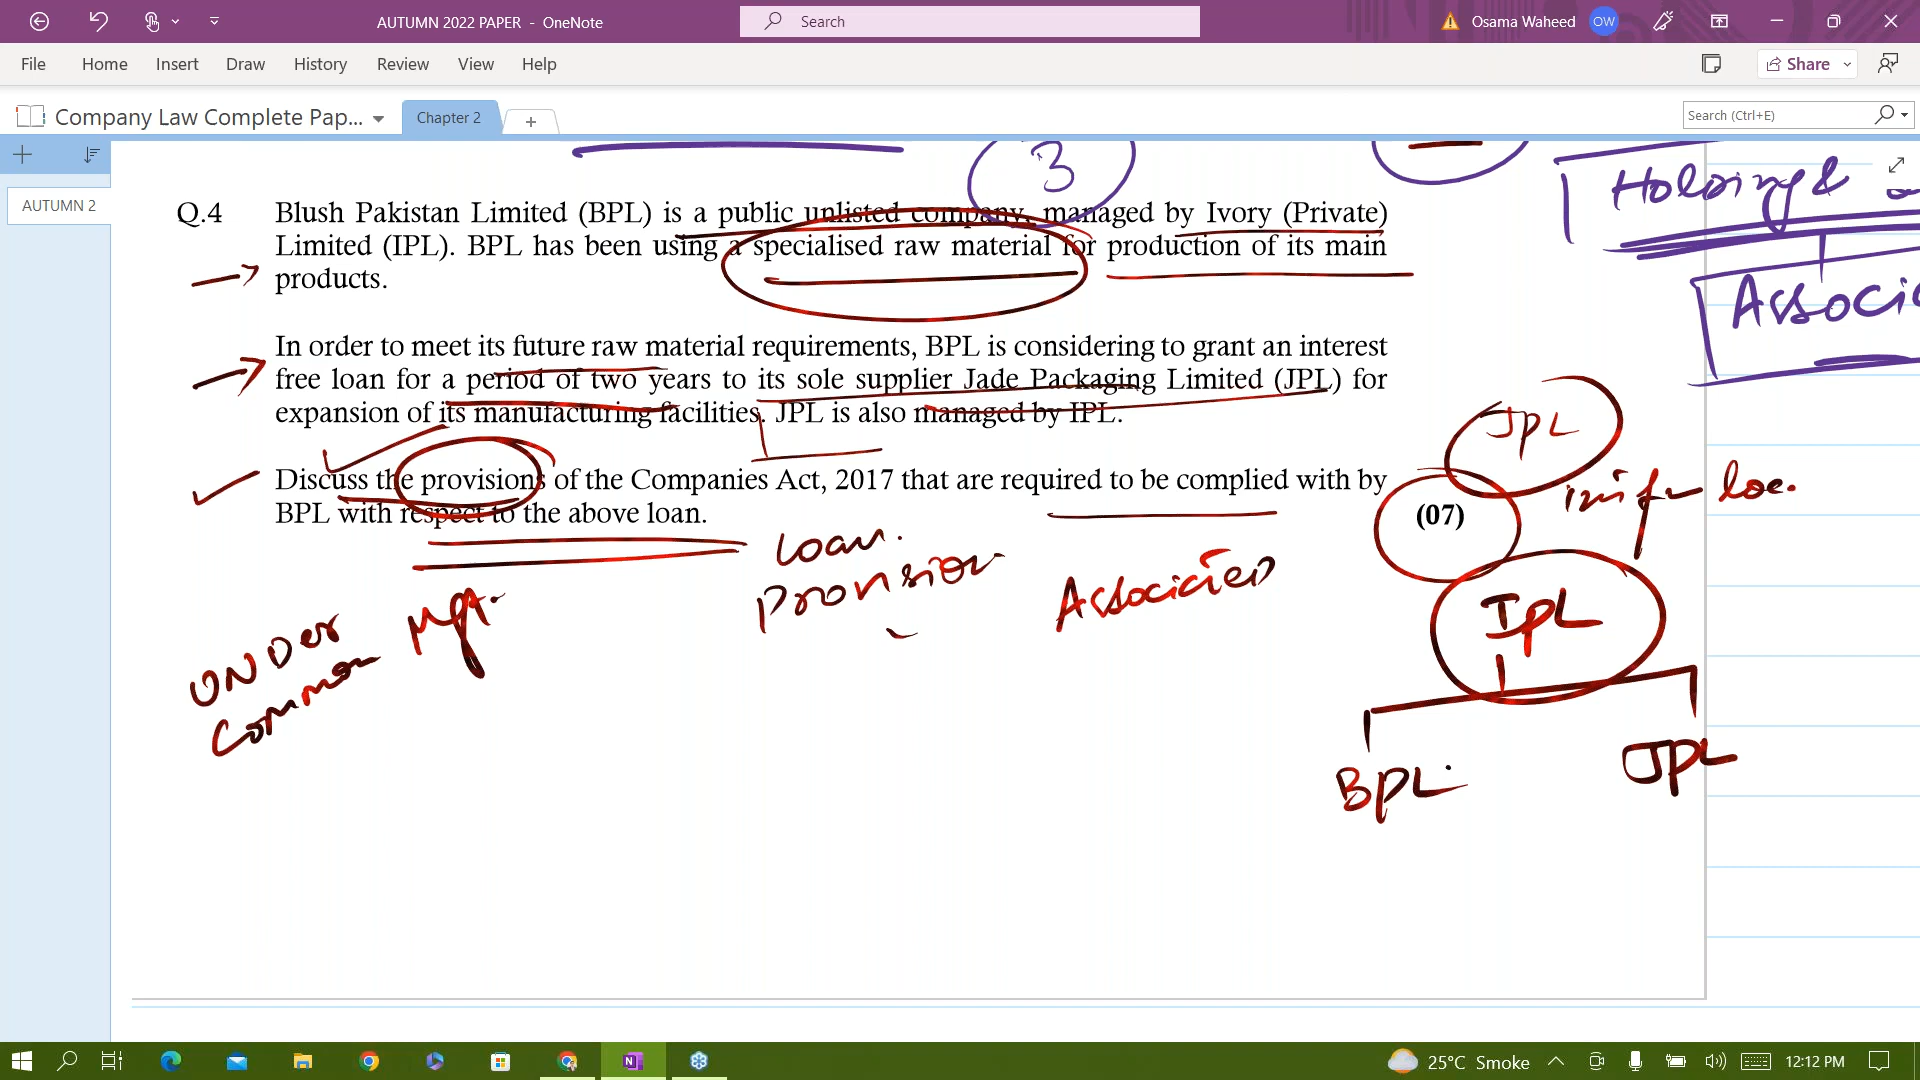 AUTUMN 2022 PAPER - OneNote
Search
Osama Waheed OW
File Home Insert Draw History Review View Help
Share
Company Law Complete Pap...
Chapter 2
+
Search (Ctrl+E)
AUTUMN 2
3
Holding &
Associ
Q.4 Blush Pakistan Limited (BPL) is a public unlisted company, managed by Ivory (Private)
Limited (IPL). BPL has been using a specialised raw material for production of its main
products.
In order to meet its future raw material requirements, BPL is considering to grant an interest
free loan for a period of two years to its sole supplier Jade Packaging Limited (JPL) for
expansion of its manufacturing facilities. JPL is also managed by IPL.
JPL
Discuss the provisions of the Companies Act, 2017 that are required to be complied with by
BPL with respect to the above loan. (07)
Loan.
Provision
Associcied
UNDer
Common Mgt.
IPL
BPL
JPL
25°C Smoke
12:12 PM